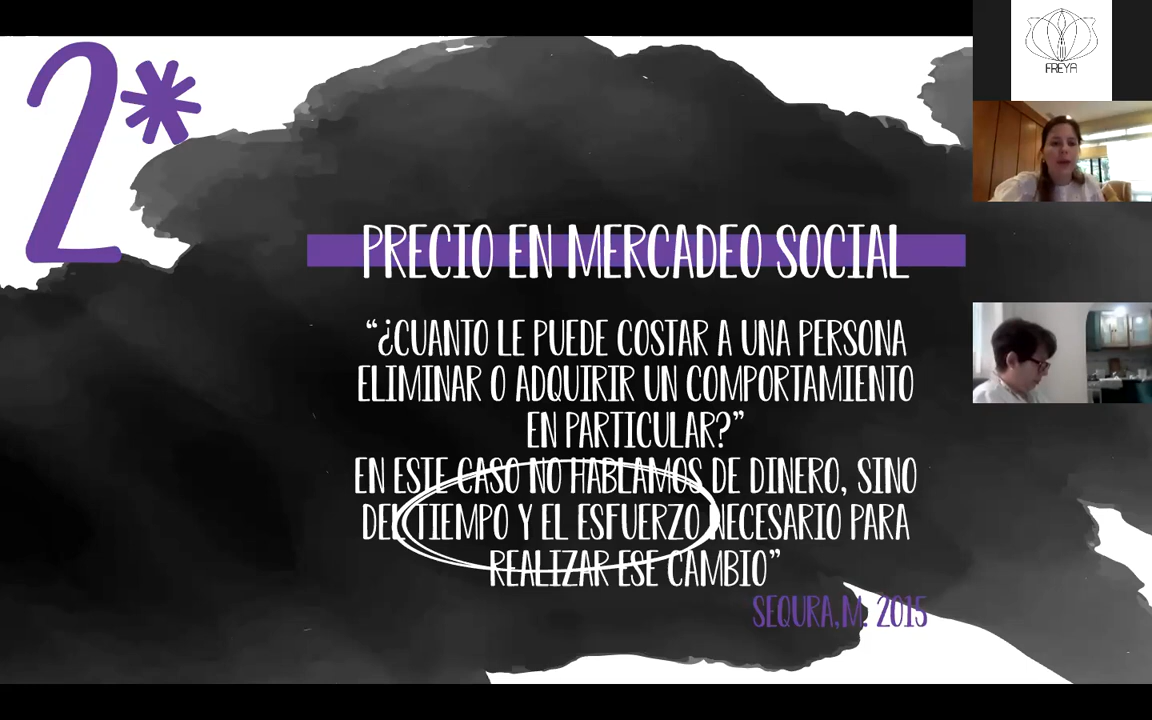 2*
FREYA
PRECIO EN MERCADEO SOCIAL
“¿CUANTO LE PUEDE COSTAR A UNA PERSONA
ELIMINAR O ADQUIRIR UN COMPORTAMIENTO
EN PARTICULAR?”
EN ESTE CASO NO HABLAMOS DE DINERO, SINO
DEL TIEMPO Y EL ESFUERZO NECESARIO PARA
REALIZAR ESE CAMBIO”
SEQURA,M. 2015